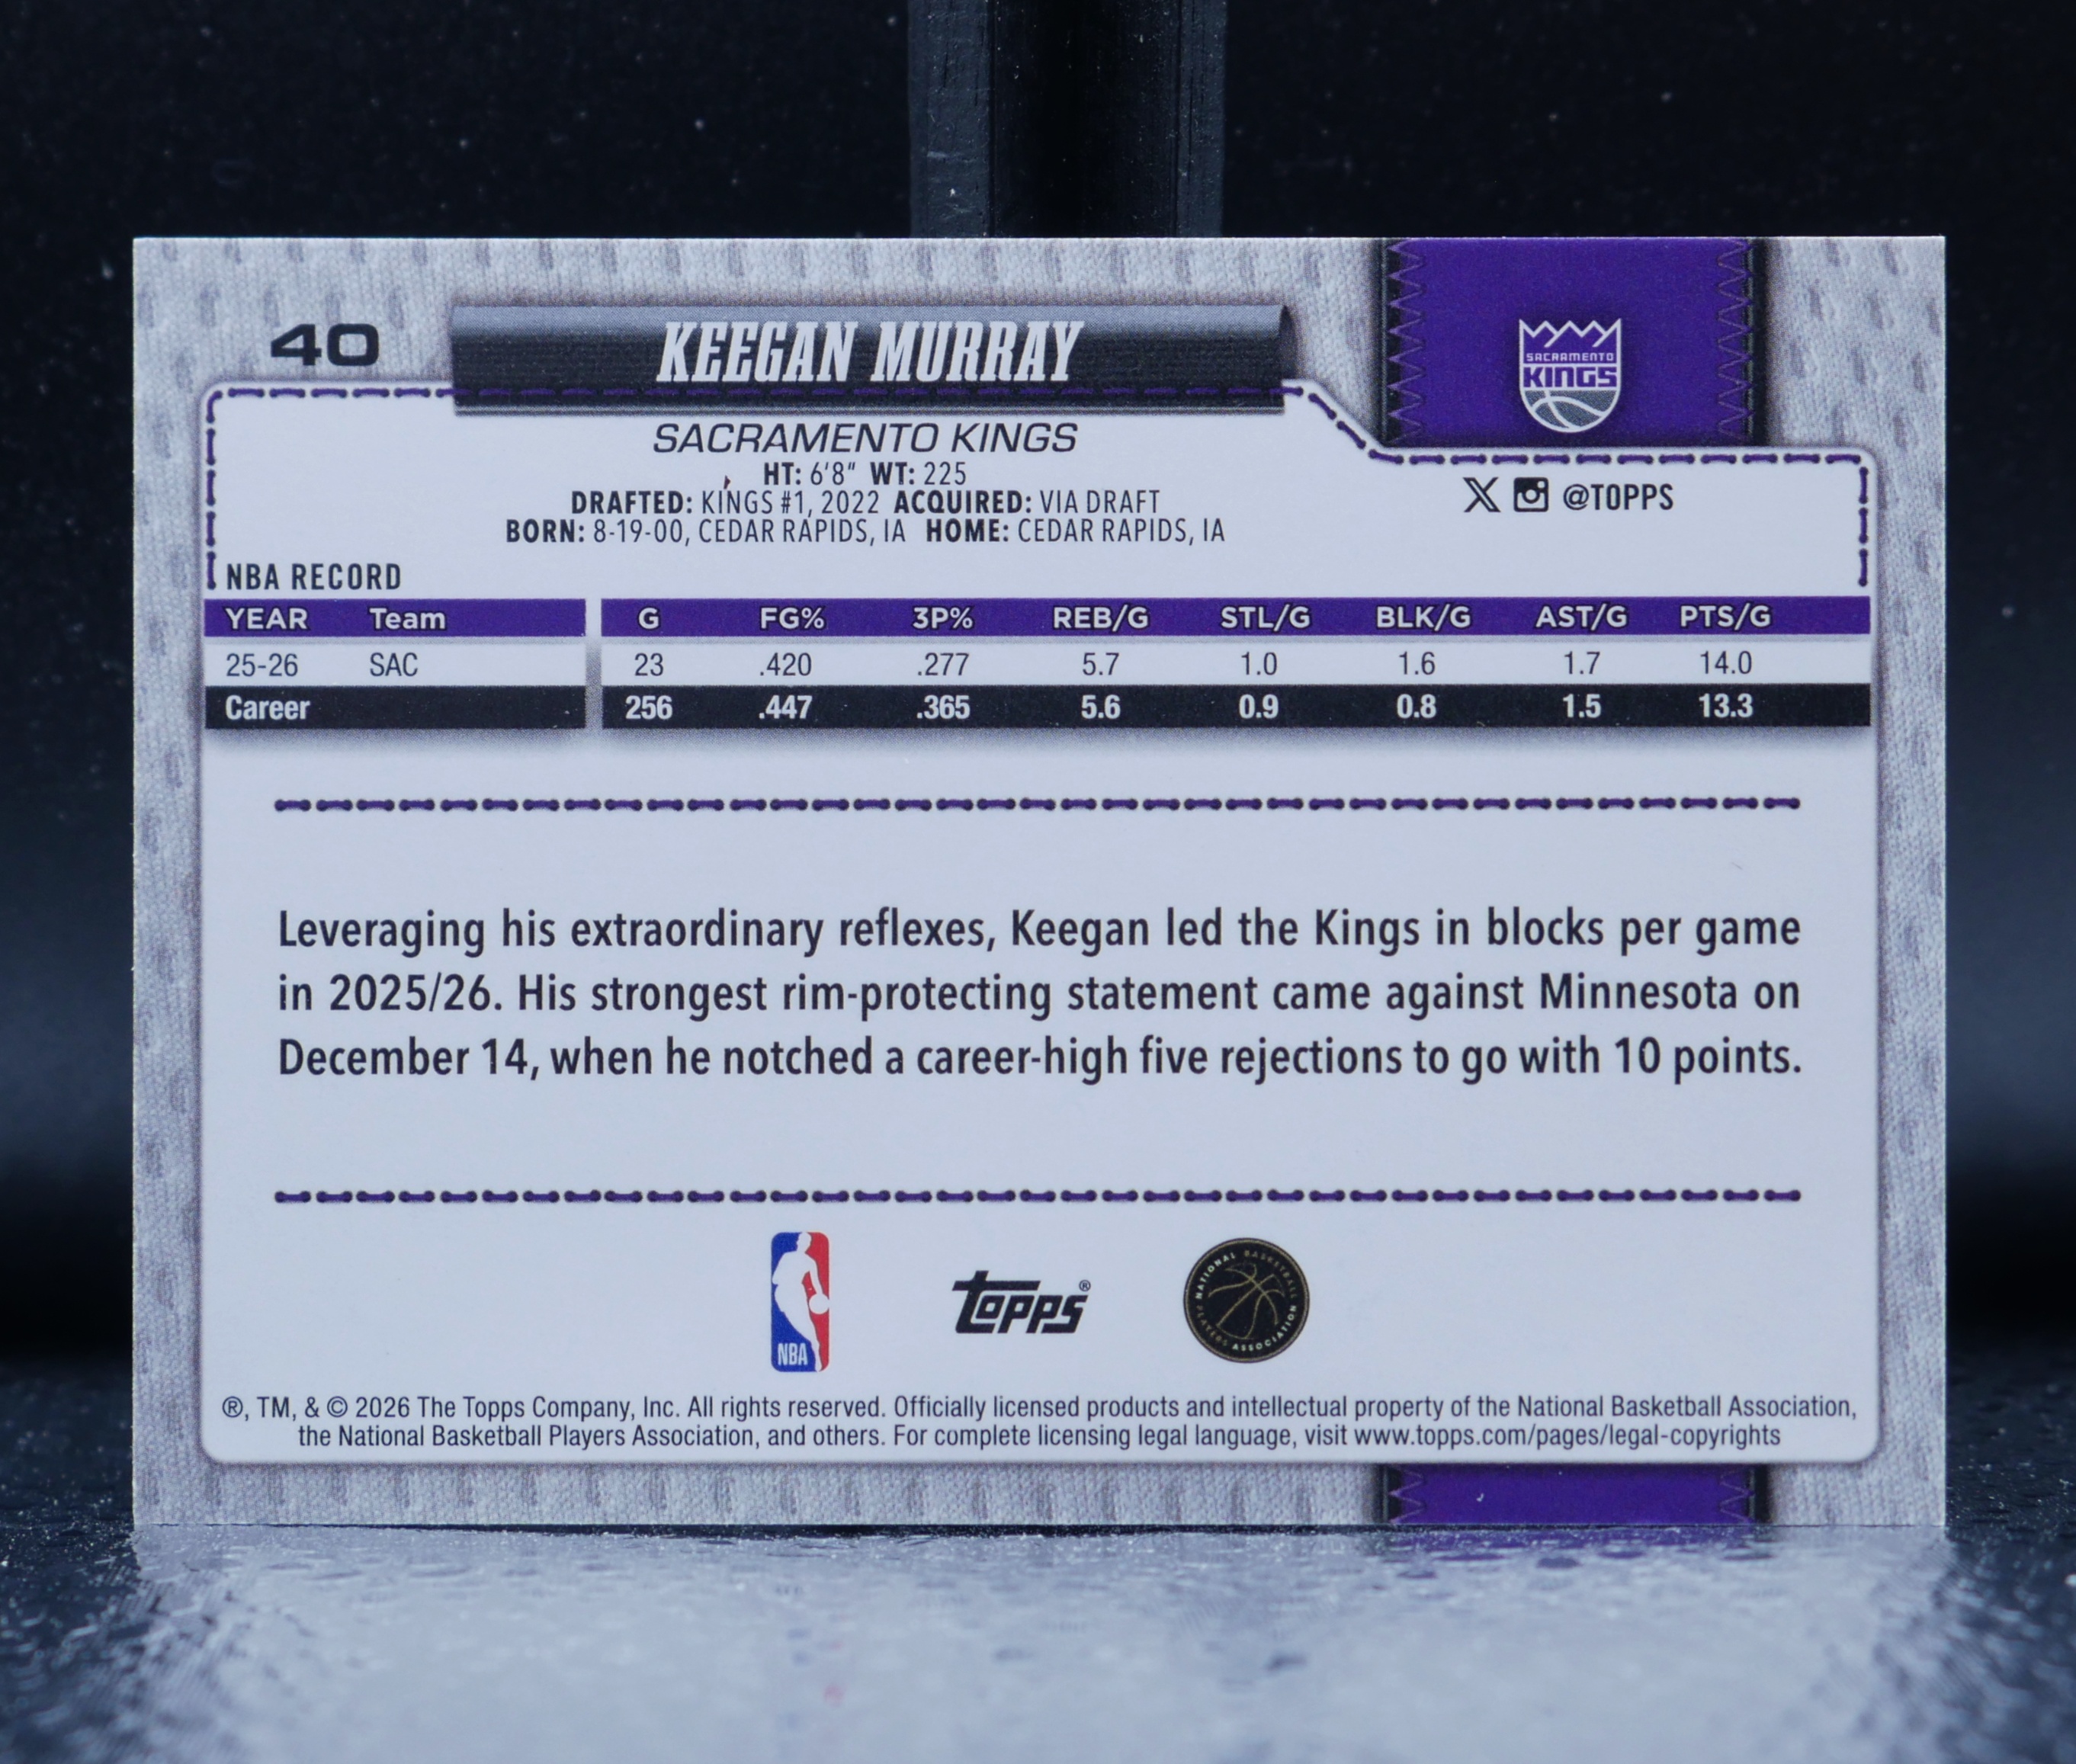 40
KEEGAN MURRAY
SACRAMENTO
KINGS
SACRAMENTO KINGS
HT: 6'8" WT: 225
DRAFTED: KINGS #1, 2022 ACQUIRED: VIA DRAFT
BORN: 8-19-00, CEDAR RAPIDS, IA HOME: CEDAR RAPIDS, IA
X @TOPPS
NBA RECORD
YEAR Team G FG% 3P% REB/G STL/G BLK/G AST/G PTS/G
25-26 SAC 23 .420 .277 5.7 1.0 1.6 1.7 14.0
Career 256 .447 .365 5.6 0.9 0.8 1.5 13.3
Leveraging his extraordinary reflexes, Keegan led the Kings in blocks per game
in 2025/26. His strongest rim-protecting statement came against Minnesota on
December 14, when he notched a career-high five rejections to go with 10 points.
NBA
TOPPS®
NATIONAL BASKETBALL PLAYERS ASSOCIATION
®, TM, & © 2026 The Topps Company, Inc. All rights reserved. Officially licensed products and intellectual property of the National Basketball Association,
the National Basketball Players Association, and others. For complete licensing legal language, visit www.topps.com/pages/legal-copyrights